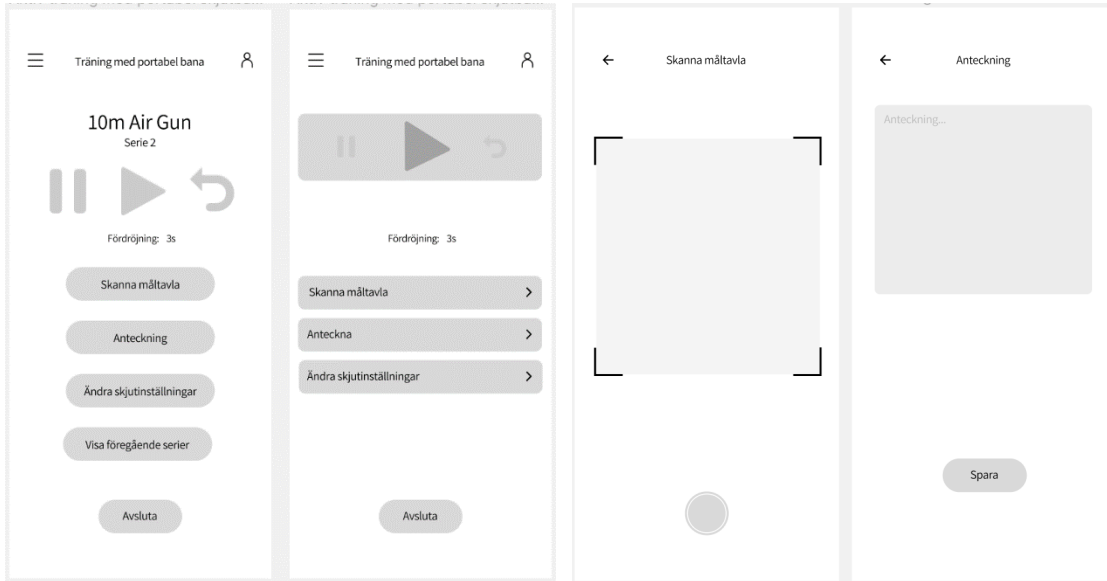 Träning med portabel bana
10m Air Gun
Serie 2
Fördröjning: 3s
Skanna måltavla
Anteckning
Ändra skjutinställningar
Visa föregående serier
Avsluta
Träning med portabel bana
Fördröjning: 3s
Skanna måltavla
Anteckna
Ändra skjutinställningar
Avsluta
Skanna måltavla
Anteckning
Anteckning...
Spara